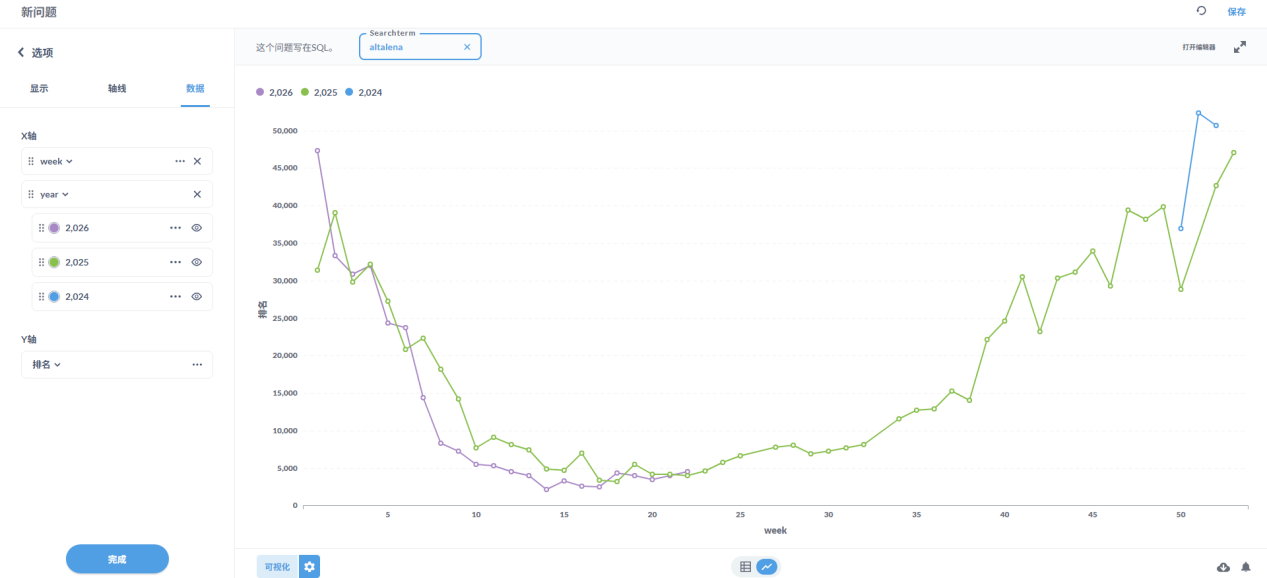 新问题
保存
选项
这个问题写在SQL。
Searchterm
altalena
打开编辑器
显示
轴线
数据
2,026
2,025
2,024
X轴
week
year
2,026
2,025
2,024
Y轴
排名
完成
50,000
45,000
40,000
35,000
30,000
25,000
20,000
15,000
10,000
5,000
0
排名
5
10
15
20
25
30
35
40
45
50
week
可视化